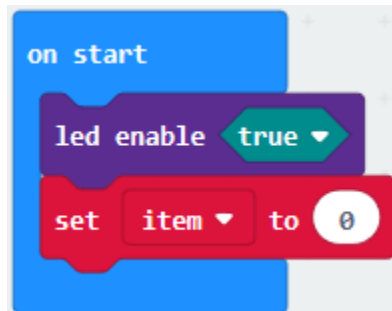 on start
led enable true
set item to 0